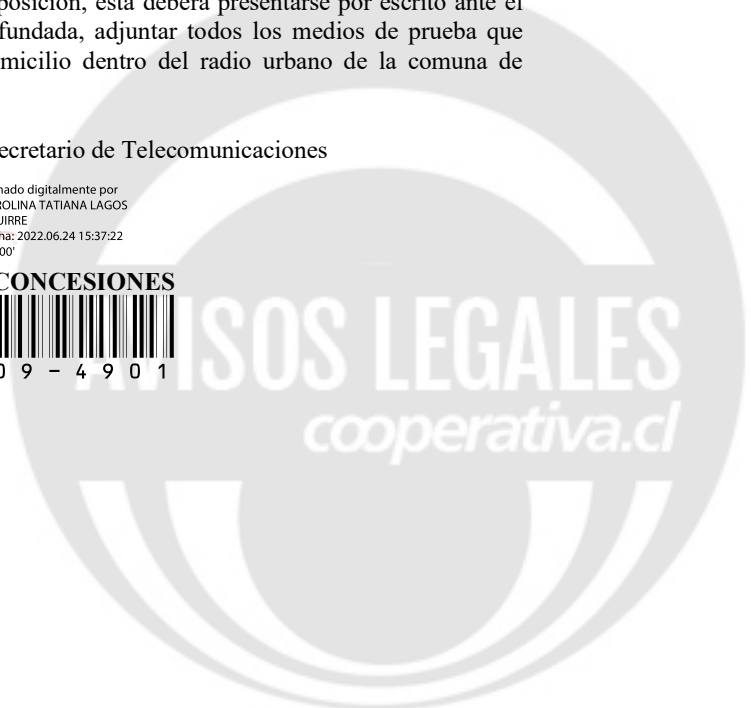 posición, ésta deberá presentarse por escrito ante el
fundada, adjuntar todos los medios de prueba que
micilio dentro del radio urbano de la comuna de
ecretario de Telecomunicaciones
nado digitalmente por
ROLINA TATIANA LAGOS
UIRRE
ha: 2022.06.24 15:37:22
00'
CONCESIONES
09-4901
AVISOS LEGALES
cooperativa.cl